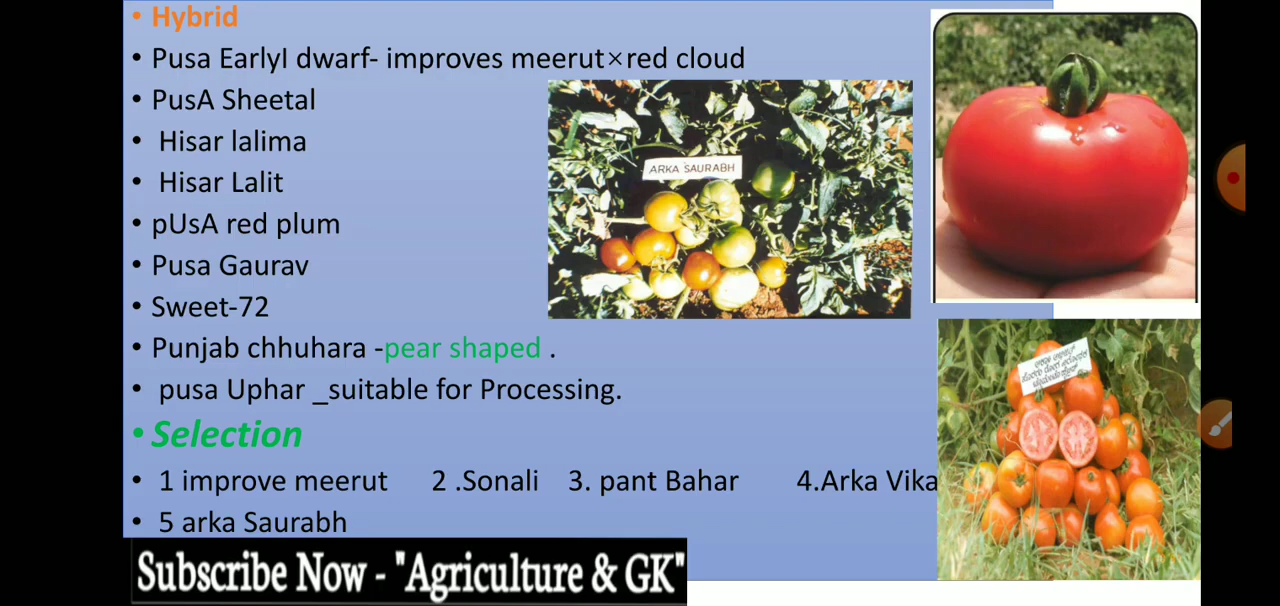 • Hybrid
• Pusa EarlyI dwarf- improves meerut×red cloud
• PusA Sheetal
• Hisar lalima
• Hisar Lalit
• pUsA red plum
• Pusa Gaurav
• Sweet-72
• Punjab chhuhara -pear shaped .
• pusa Uphar _suitable for Processing.
• Selection
• 1 improve meerut 2 .Sonali 3. pant Bahar 4.Arka Vika
• 5 arka Saurabh
Subscribe Now - "Agriculture & GK"
ARKA SAURABH